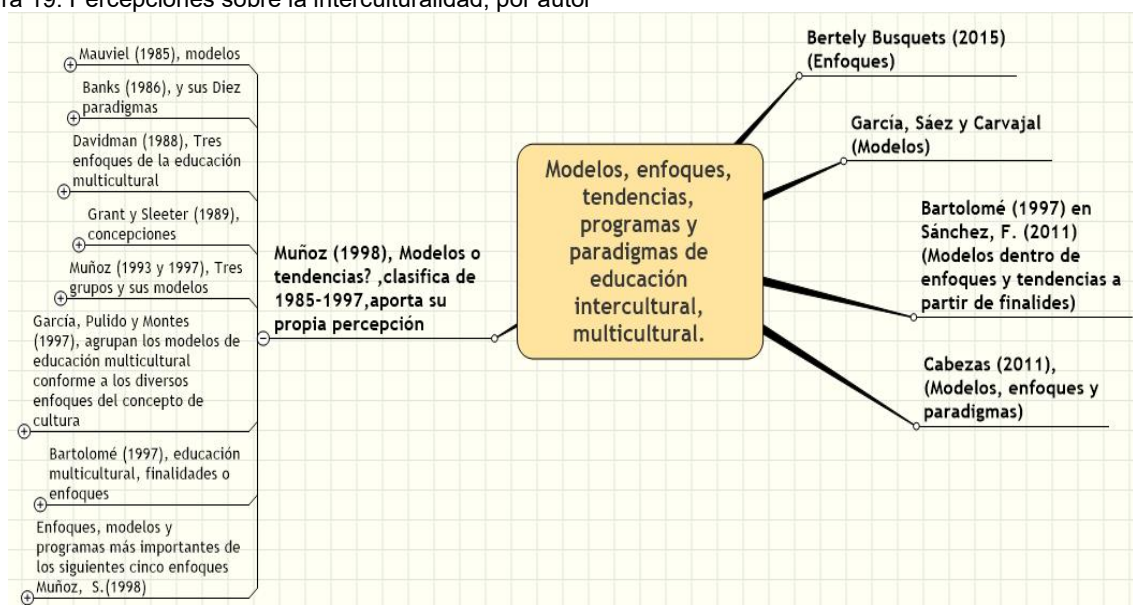 19. Percepciones sobre la interculturalidad, por autor
Mauviel (1985), modelos
Banks (1986), y sus Diez
paradigmas
Davidman (1988), Tres
enfoques de la educación
multicultural
Grant y Sleeter (1989),
concepciones
Muñoz (1993 y 1997), Tres
grupos y sus modelos
García, Pulido y Montes
(1997), agrupan los modelos de
educación multicultural
conforme a los diversos
enfoques del concepto de
cultura
Bartolomé (1997), educación
multicultural, finalidades o
enfoques
Enfoques, modelos y
programas más importantes de
los siguientes cinco enfoques
Muñoz, S.(1998)
Muñoz (1998), Modelos o
tendencias? ,clasifica de
1985-1997,aporta su
propia percepción
Modelos, enfoques,
tendencias,
programas y
paradigmas de
educación
intercultural,
multicultural.
Bertely Busquets (2015)
(Enfoques)
García, Sáez y Carvajal
(Modelos)
Bartolomé (1997) en
Sánchez, F. (2011)
(Modelos dentro de
enfoques y tendencias a
partir de finalides)
Cabezas (2011),
(Modelos, enfoques y
paradigmas)